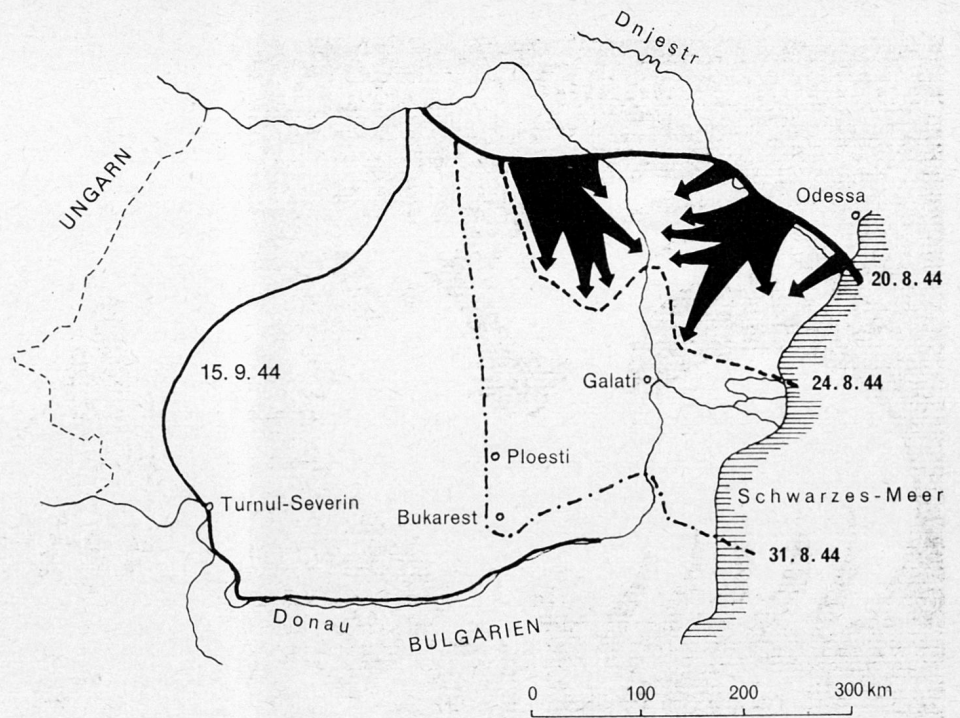 Dnjestr
UNGARN
Odessa
20.8.44
15.9.44
Galati
24.8.44
Ploesti
Turnul-Severin
Bukarest
Schwarzes-Meer
31.8.44
Donau
BULGARIEN
0 100 200 300 km